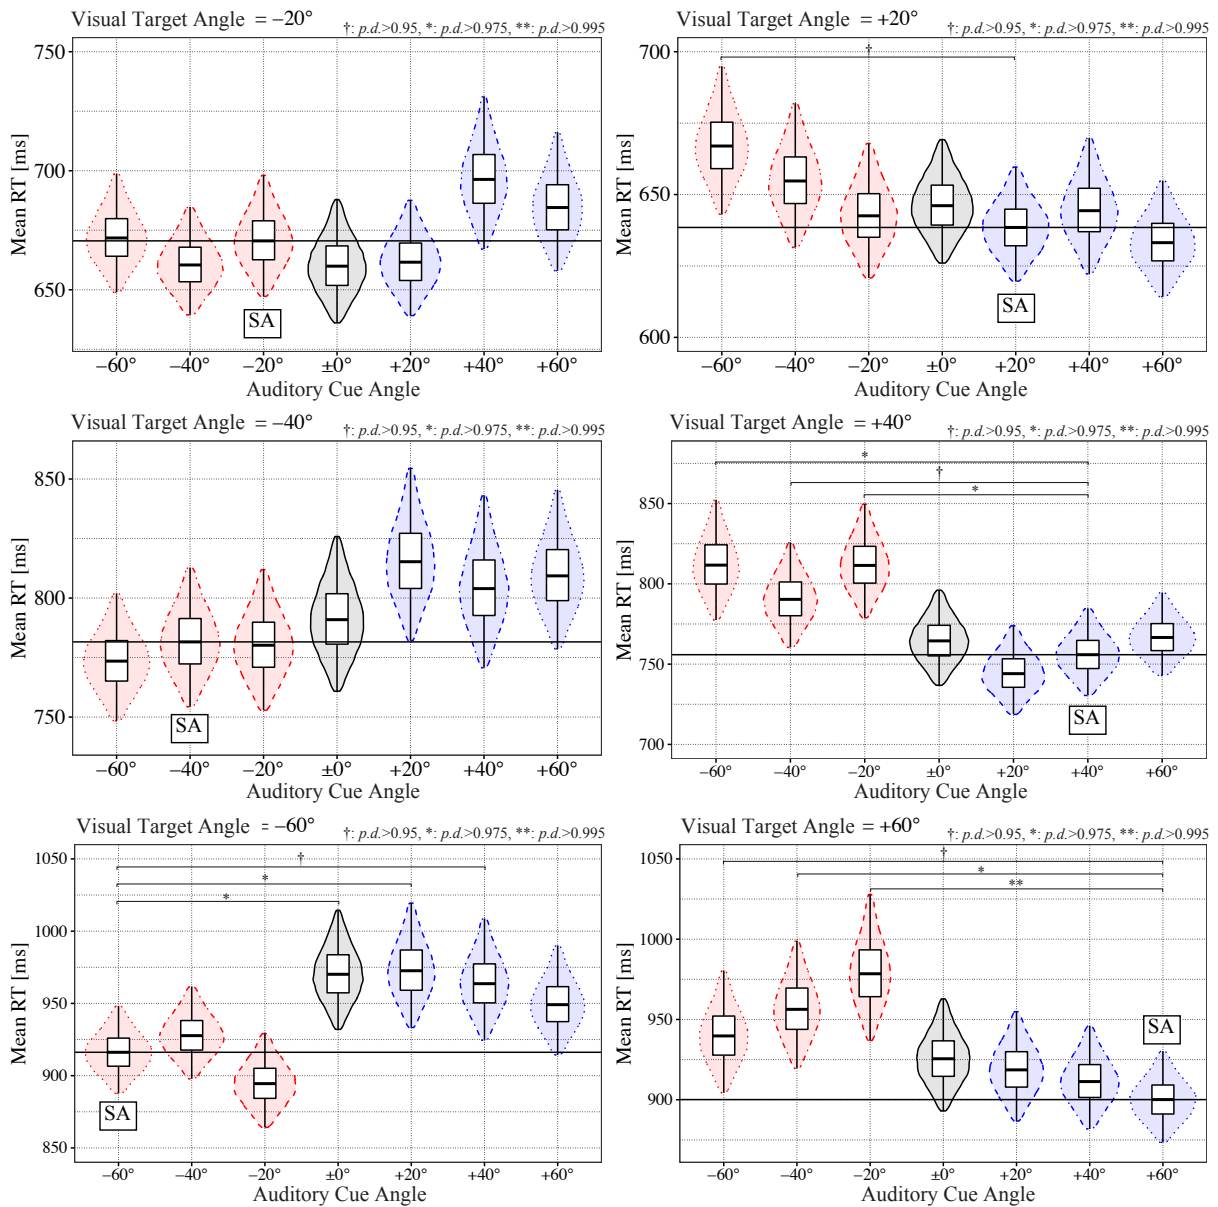 Visual Target Angle = −20°
†: p.d.>0.95, *: p.d.>0.975, **: p.d.>0.995
750
700
650
Mean RT [ms]
SA
−60° −40° −20° ±0° +20° +40° +60°
Auditory Cue Angle
Visual Target Angle = +20°
†: p.d.>0.95, *: p.d.>0.975, **: p.d.>0.995
†
700
650
600
Mean RT [ms]
SA
−60° −40° −20° ±0° +20° +40° +60°
Auditory Cue Angle
Visual Target Angle = −40°
†: p.d.>0.95, *: p.d.>0.975, **: p.d.>0.995
850
800
750
Mean RT [ms]
SA
−60° −40° −20° ±0° +20° +40° +60°
Auditory Cue Angle
Visual Target Angle = +40°
†: p.d.>0.95, *: p.d.>0.975, **: p.d.>0.995
*
†
*
850
800
750
700
Mean RT [ms]
SA
−60° −40° −20° ±0° +20° +40° +60°
Auditory Cue Angle
Visual Target Angle = −60°
†: p.d.>0.95, *: p.d.>0.975, **: p.d.>0.995
†
*
*
1050
1000
950
900
850
Mean RT [ms]
SA
−60° −40° −20° ±0° +20° +40° +60°
Auditory Cue Angle
Visual Target Angle = +60°
†: p.d.>0.95, *: p.d.>0.975, **: p.d.>0.995
†
*
**
1050
1000
950
900
Mean RT [ms]
SA
−60° −40° −20° ±0° +20° +40° +60°
Auditory Cue Angle